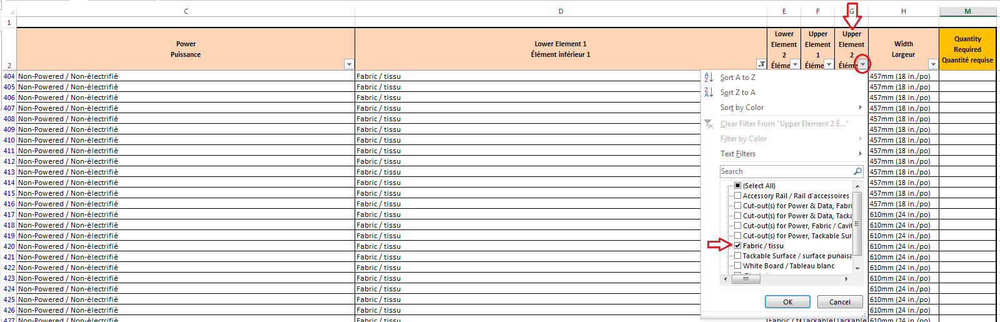 C D E F G H M
1
Power Lower Element 1 Lower Upper Upper Width Quantity
Puissance Élément inférieur 1 Element Element Element Largeur Required
2 1 2 Quantité requise
2 Éléme Éléme Éléme
404 Non-Powered / Non-électrifié Fabric / tissu 457mm (18 in./po)
405 Non-Powered / Non-électrifié Fabric / tissu 457mm (18 in./po)
406 Non-Powered / Non-électrifié Fabric / tissu 457mm (18 in./po)
407 Non-Powered / Non-électrifié Fabric / tissu 457mm (18 in./po)
408 Non-Powered / Non-électrifié Fabric / tissu 457mm (18 in./po)
409 Non-Powered / Non-électrifié Fabric / tissu 457mm (18 in./po)
410 Non-Powered / Non-électrifié Fabric / tissu 457mm (18 in./po)
411 Non-Powered / Non-électrifié Fabric / tissu 457mm (18 in./po)
412 Non-Powered / Non-électrifié Fabric / tissu 457mm (18 in./po)
413 Non-Powered / Non-électrifié Fabric / tissu 457mm (18 in./po)
414 Non-Powered / Non-électrifié Fabric / tissu 457mm (18 in./po)
415 Non-Powered / Non-électrifié Fabric / tissu 457mm (18 in./po)
416 Non-Powered / Non-électrifié Fabric / tissu 457mm (18 in./po)
417 Non-Powered / Non-électrifié Fabric / tissu 610mm (24 in./po)
418 Non-Powered / Non-électrifié Fabric / tissu 610mm (24 in./po)
419 Non-Powered / Non-électrifié Fabric / tissu 610mm (24 in./po)
420 Non-Powered / Non-électrifié Fabric / tissu 610mm (24 in./po)
421 Non-Powered / Non-électrifié Fabric / tissu 610mm (24 in./po)
422 Non-Powered / Non-électrifié Fabric / tissu 610mm (24 in./po)
423 Non-Powered / Non-électrifié Fabric / tissu 610mm (24 in./po)
424 Non-Powered / Non-électrifié Fabric / tissu 610mm (24 in./po)
425 Non-Powered / Non-électrifié Fabric / tissu 610mm (24 in./po)
426 Non-Powered / Non-électrifié Fabric / tissu 610mm (24 in./po)
427 Non-Powered / Non-électrifié Fabric / tissu Fabric / ti Tackable Tackable 610mm (24 in./po)
Sort A to Z
Sort Z to A
Sort by Color
Clear Filter From "Upper Element 2 É..."
Filter by Color
Text Filters
Search
(Select All)
Accessory Rail / Rail d'accessoires
Cut-out(s) for Power & Data, Fabri
Cut-out(s) for Power & Data, Tacka
Cut-out(s) for Power, Fabric / Cavit
Cut-out(s) for Power, Tackable Sur
Fabric / tissu
Tackable Surface / surface punaisa
White Board / Tableau blanc
OK Cancel